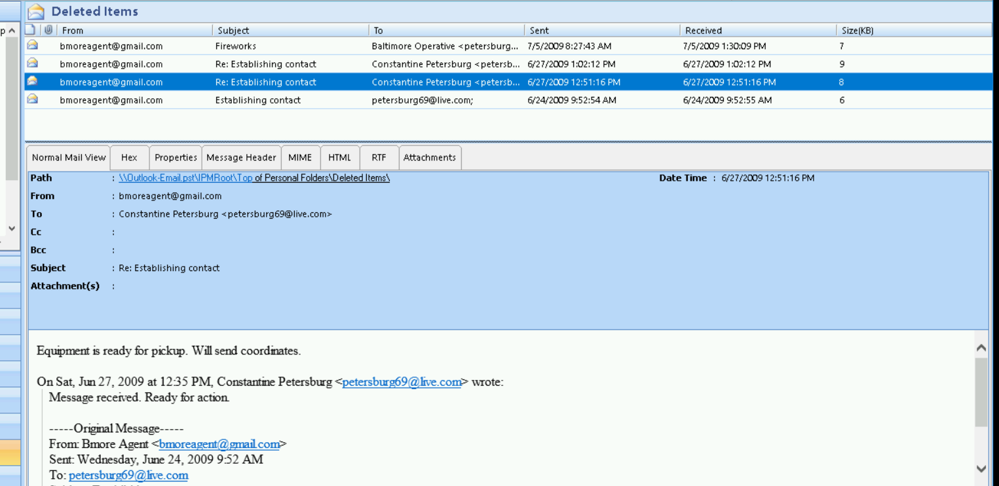 Deleted Items
p
From Subject To Sent Received Size(KB)
bmoreagent@gmail.com Fireworks Baltimore Operative <petersburg... 7/5/2009 8:27:43 AM 7/5/2009 1:30:09 PM 7
bmoreagent@gmail.com Re: Establishing contact Constantine Petersburg <petersb... 6/27/2009 1:02:12 PM 6/27/2009 1:02:12 PM 9
bmoreagent@gmail.com Re: Establishing contact Constantine Petersburg <petersb... 6/27/2009 12:51:16 PM 6/27/2009 12:51:16 PM 8
bmoreagent@gmail.com Establishing contact petersburg69@live.com; 6/24/2009 9:52:54 AM 6/24/2009 9:52:55 AM 6
Normal Mail View Hex Properties Message Header MIME HTML RTF Attachments
Path : \\Outlook-Email.pst\IPMRoot\Top of Personal Folders\Deleted Items\ Date Time : 6/27/2009 12:51:16 PM
From : bmoreagent@gmail.com
To : Constantine Petersburg <petersburg69@live.com>
Cc :
Bcc :
Subject : Re: Establishing contact
Attachment(s) :
Equipment is ready for pickup. Will send coordinates.
On Sat, Jun 27, 2009 at 12:35 PM, Constantine Petersburg <petersburg69@live.com> wrote:
Message received. Ready for action.
-----Original Message-----
From: Bmore Agent <bmoreagent@gmail.com>
Sent: Wednesday, June 24, 2009 9:52 AM
To: petersburg69@live.com